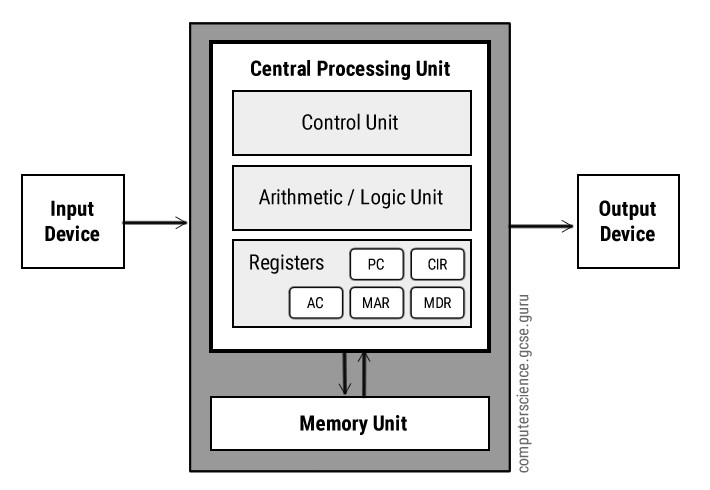 Central Processing Unit
Control Unit
Arithmetic / Logic Unit
Registers
PC
CIR
AC
MAR
MDR
Input
Device
Output
Device
Memory Unit
computerscience.gcse.guru